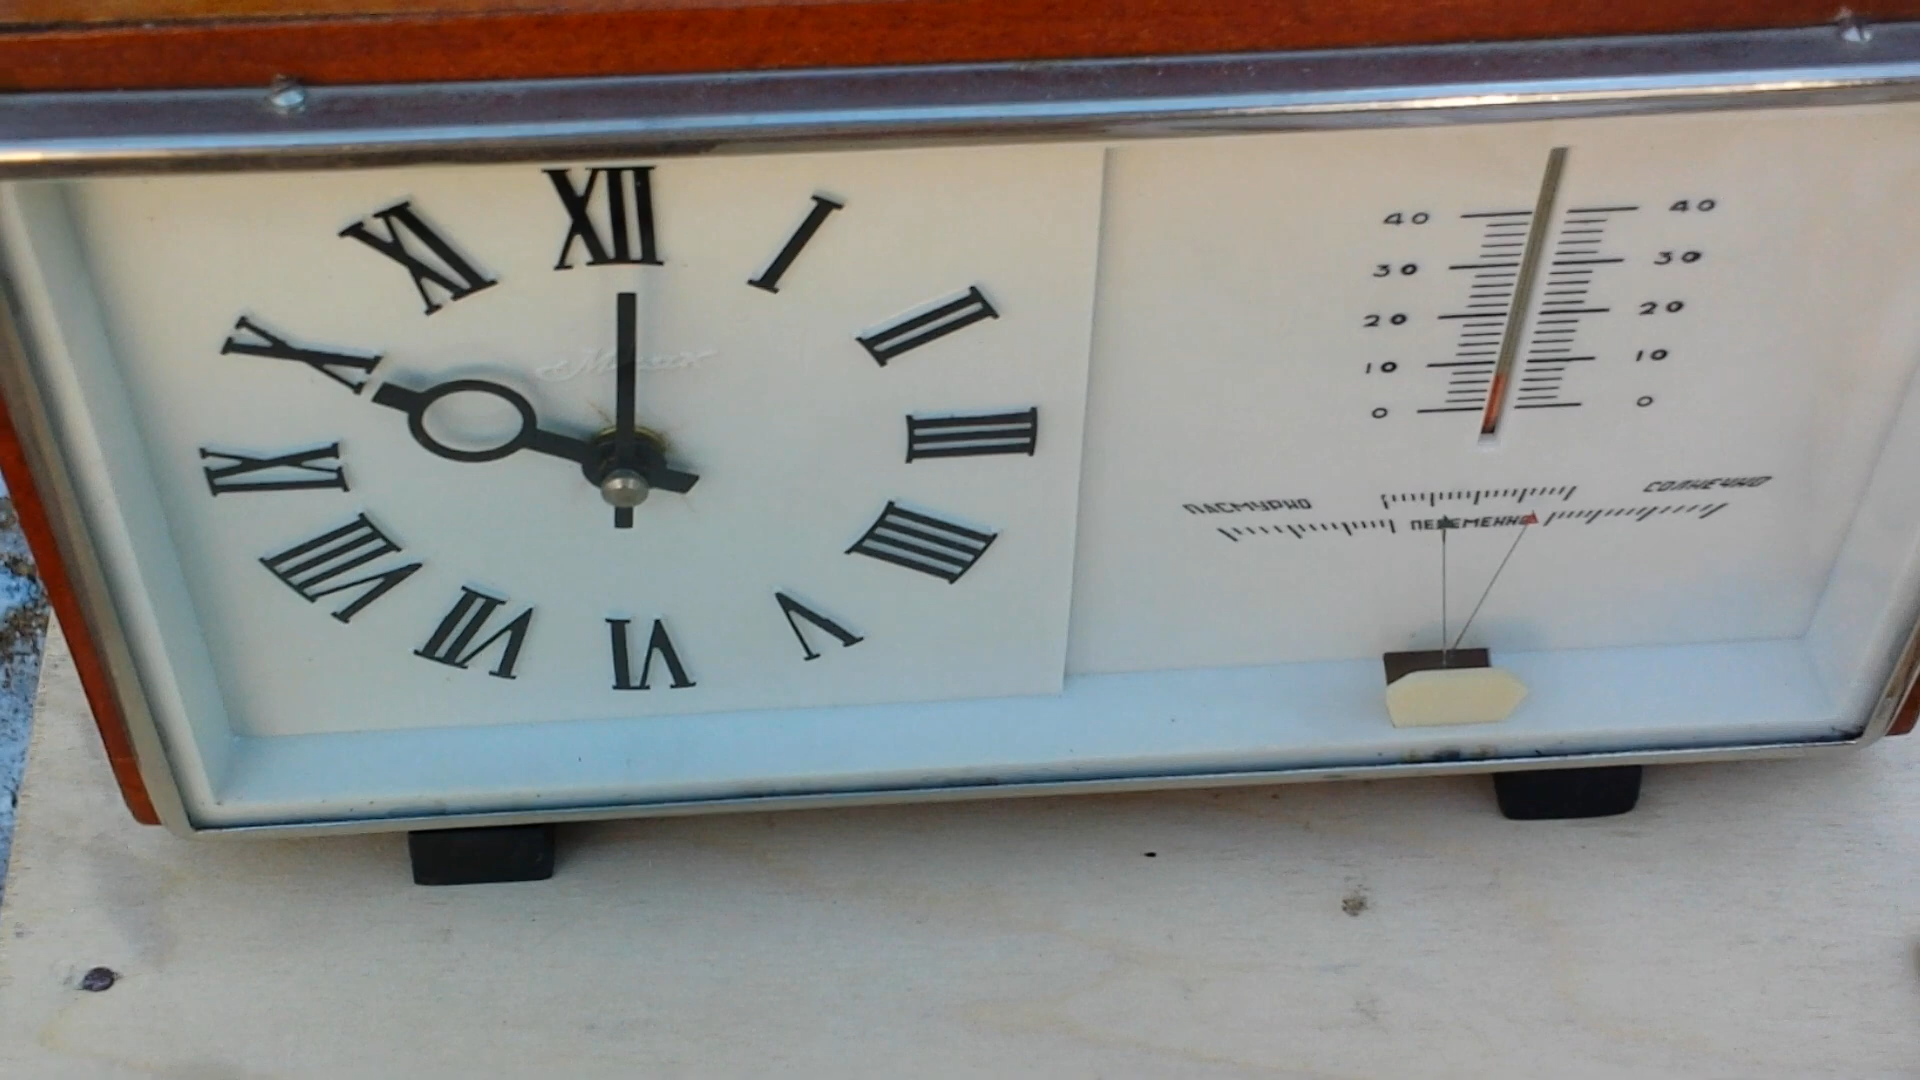 XII
XI I
X II
IX III
VIII IIII
VII VI V
40 40
30 30
20 20
10 10
0 0
ПАСМУРНО СОЛНЕЧНО
ПЕРЕМЕННО